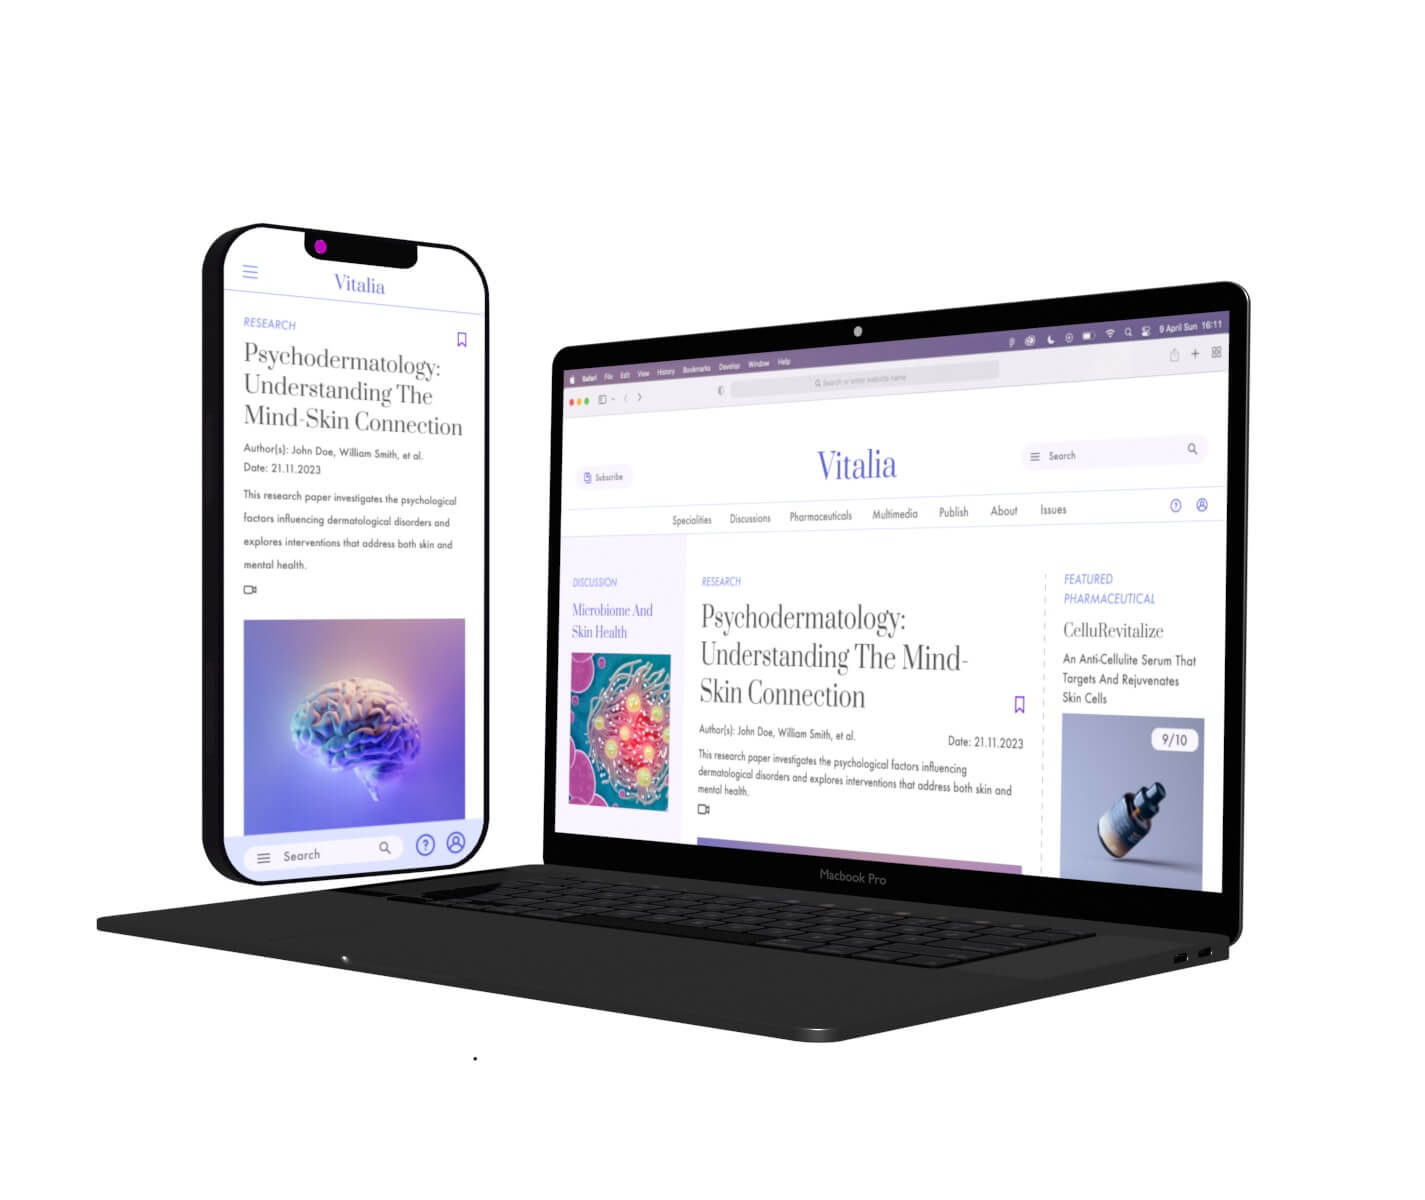 Vitalia
RESEARCH
Psychodermatology:
Understanding The
Mind-Skin Connection
Author(s): John Doe, William Smith, et al.
Date: 21.11.2023
This research paper investigates the psychological
factors influencing dermatological disorders and
explores interventions that address both skin and
mental health.
Search
Safari File Edit View History Bookmarks Develop Window Help
9 April Sun 16:11
Search or enter website name
Subscribe
Vitalia
Search
Specialities Discussions Pharmaceuticals Multimedia Publish About Issues
DISCUSSION
Microbiome And
Skin Health
RESEARCH
Psychodermatology:
Understanding The Mind-
Skin Connection
Author(s): John Doe, William Smith, et al.
Date: 21.11.2023
This research paper investigates the psychological factors influencing
dermatological disorders and explores interventions that address both skin and
mental health.
FEATURED
PHARMACEUTICAL
CelluRevitalize
An Anti-Cellulite Serum That
Targets And Rejuvenates
Skin Cells
9/10
Macbook Pro